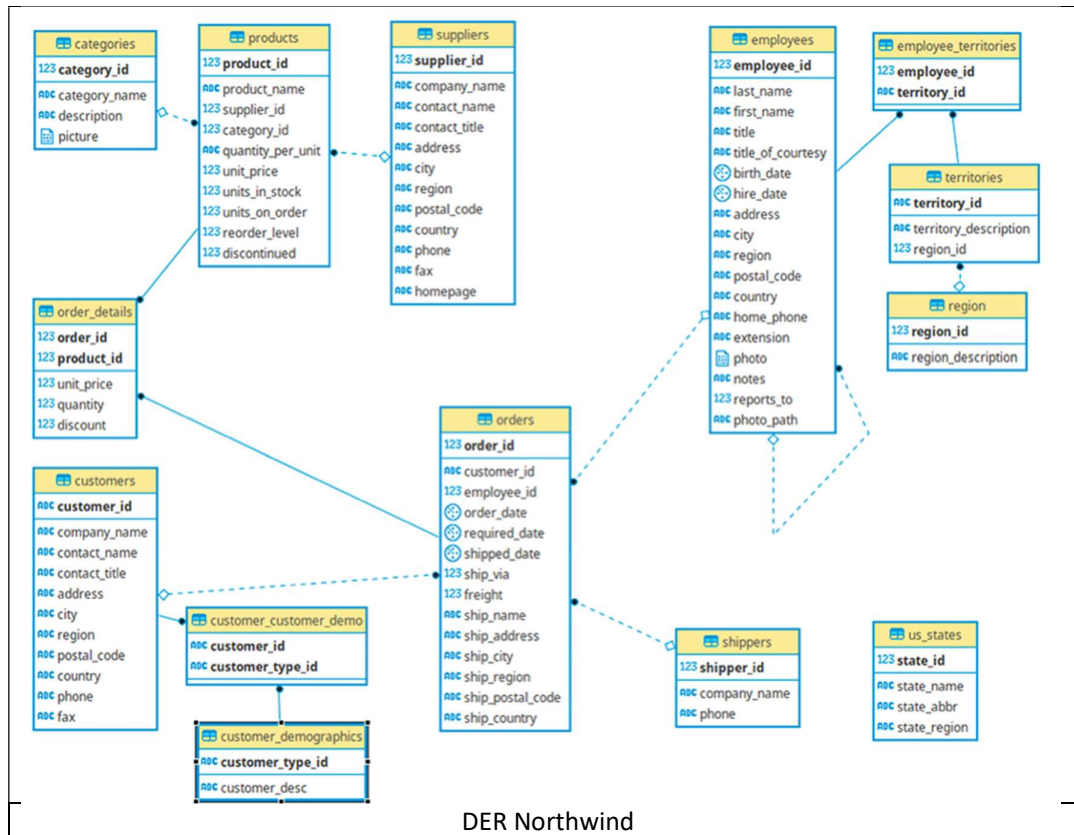 categories
123 category_id
ABC category_name
ABC description
picture
products
123 product_id
ABC product_name
123 supplier_id
123 category_id
ABC quantity_per_unit
123 unit_price
123 units_in_stock
123 units_on_order
123 reorder_level
123 discontinued
suppliers
123 supplier_id
ABC company_name
ABC contact_name
ABC contact_title
ABC address
ABC city
ABC region
ABC postal_code
ABC country
ABC phone
ABC fax
ABC homepage
employees
123 employee_id
ABC last_name
ABC first_name
ABC title
ABC title_of_courtesy
birth_date
hire_date
ABC address
ABC city
ABC region
ABC postal_code
ABC country
ABC home_phone
ABC extension
photo
ABC notes
123 reports_to
ABC photo_path
employee_territories
123 employee_id
ABC territory_id
territories
ABC territory_id
ABC territory_description
123 region_id
region
123 region_id
ABC region_description
order_details
123 order_id
123 product_id
123 unit_price
123 quantity
123 discount
orders
123 order_id
ABC customer_id
123 employee_id
order_date
required_date
shipped_date
123 ship_via
123 freight
ABC ship_name
ABC ship_address
ABC ship_city
ABC ship_region
ABC ship_postal_code
ABC ship_country
customers
ABC customer_id
ABC company_name
ABC contact_name
ABC contact_title
ABC address
ABC city
ABC region
ABC postal_code
ABC country
ABC phone
ABC fax
customer_customer_demo
ABC customer_id
ABC customer_type_id
customer_demographics
ABC customer_type_id
ABC customer_desc
shippers
123 shipper_id
ABC company_name
ABC phone
us_states
123 state_id
ABC state_name
ABC state_abbr
ABC state_region
DER Northwind